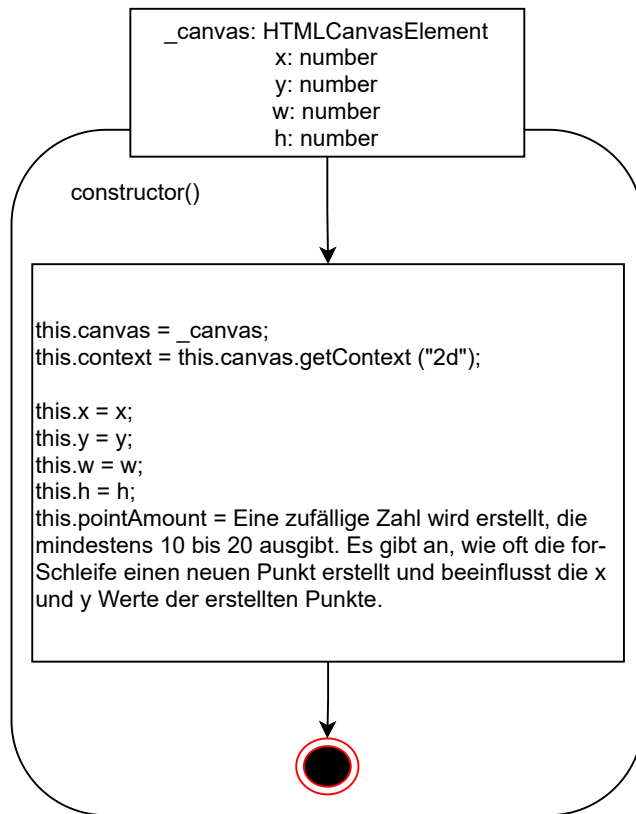 _canvas: HTMLCanvasElement
x: number
y: number
w: number
h: number
constructor()
this.canvas = _canvas;
this.context = this.canvas.getContext ("2d");
this.x = x;
this.y = y;
this.w = w;
this.h = h;
this.pointAmount = Eine zufällige Zahl wird erstellt, die
mindestens 10 bis 20 ausgibt. Es gibt an, wie oft die for-
Schleife einen neuen Punkt erstellt und beeinflusst die x
und y Werte der erstellten Punkte.